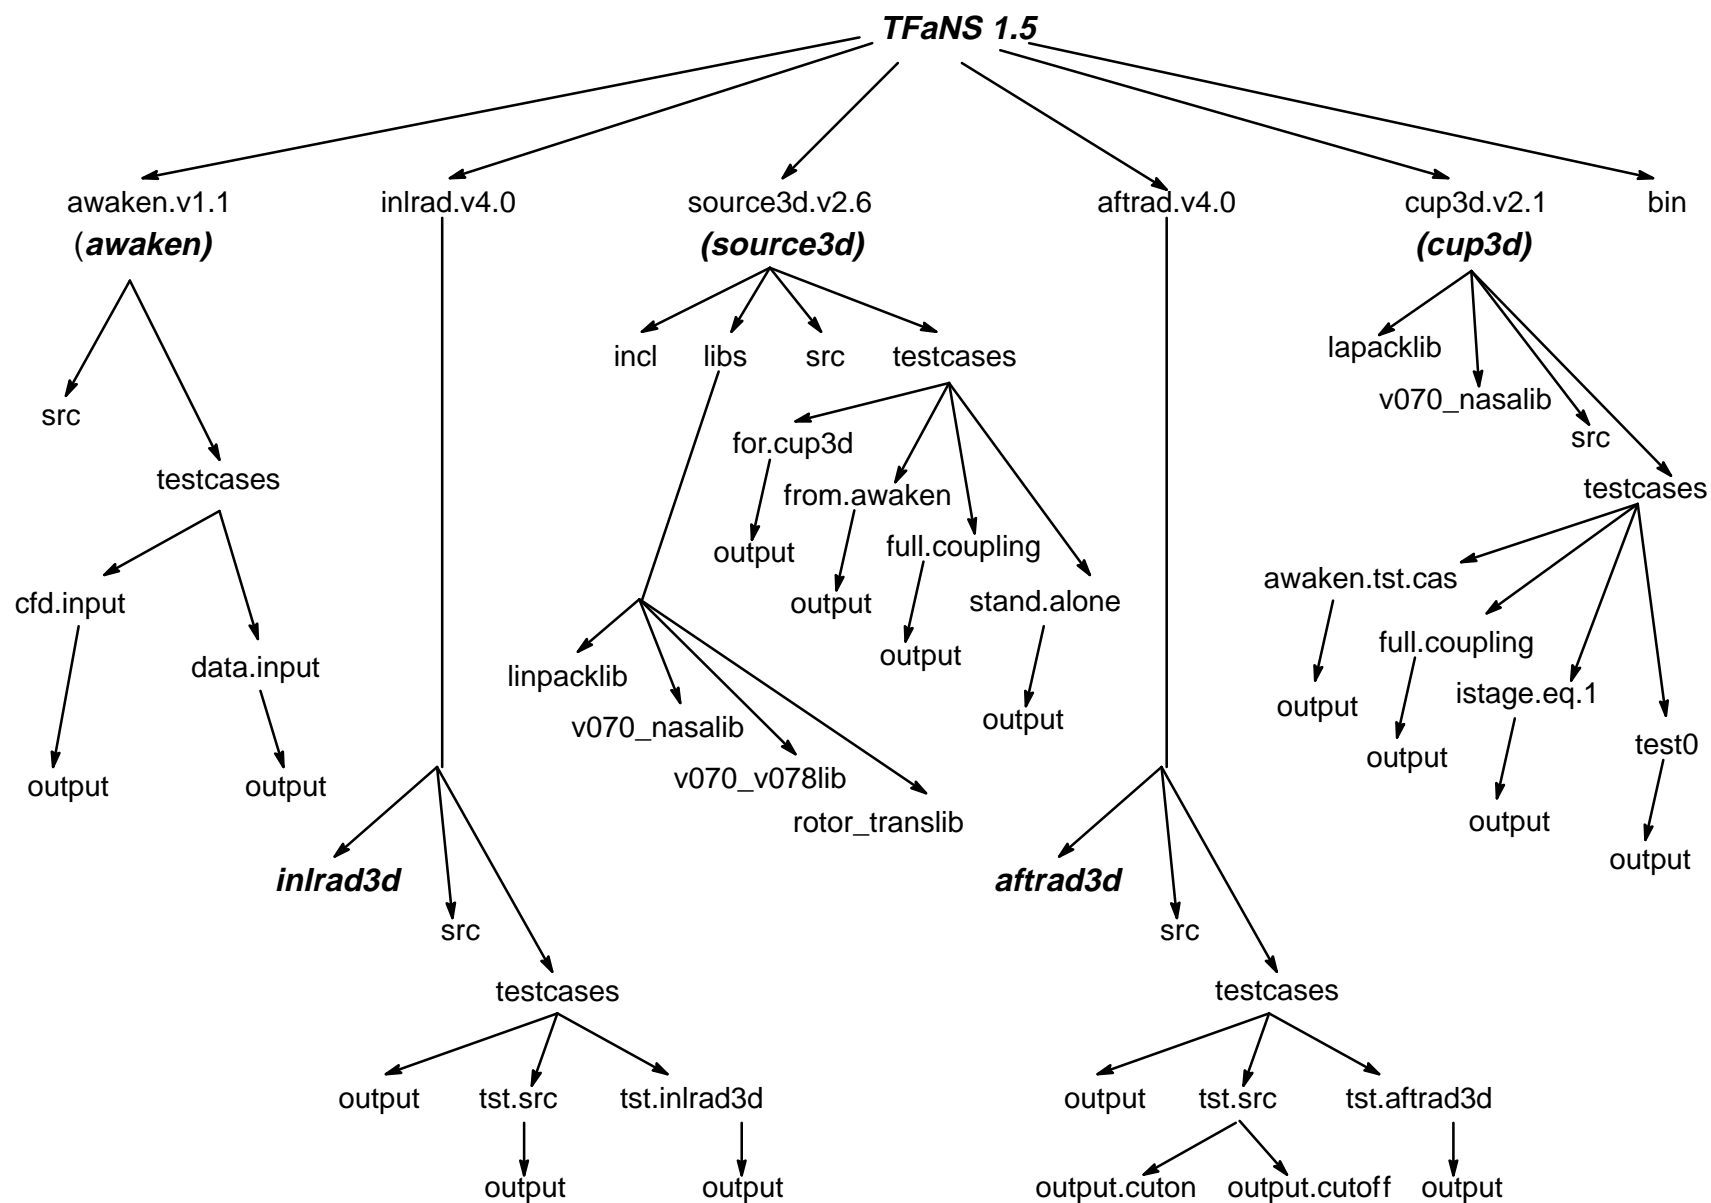 TFaNS 1.5
awaken.v1.1
(awaken)
inlrad.v4.0
source3d.v2.6
(source3d)
aftrad.v4.0
cup3d.v2.1
(cup3d)
bin
src
testcases
cfd.input
data.input
output
output
incl
libs
src
testcases
for.cup3d
from.awaken
full.coupling
stand.alone
output
output
output
output
linpacklib
v070_nasalib
v070_v078lib
rotor_translib
lapacklib
v070_nasalib
src
testcases
awaken.tst.cas
full.coupling
istage.eq.1
test0
output
output
output
output
inlrad3d
src
testcases
output
tst.src
tst.inlrad3d
output
output
aftrad3d
src
testcases
output
tst.src
tst.aftrad3d
output.cuton
output.cutoff
output